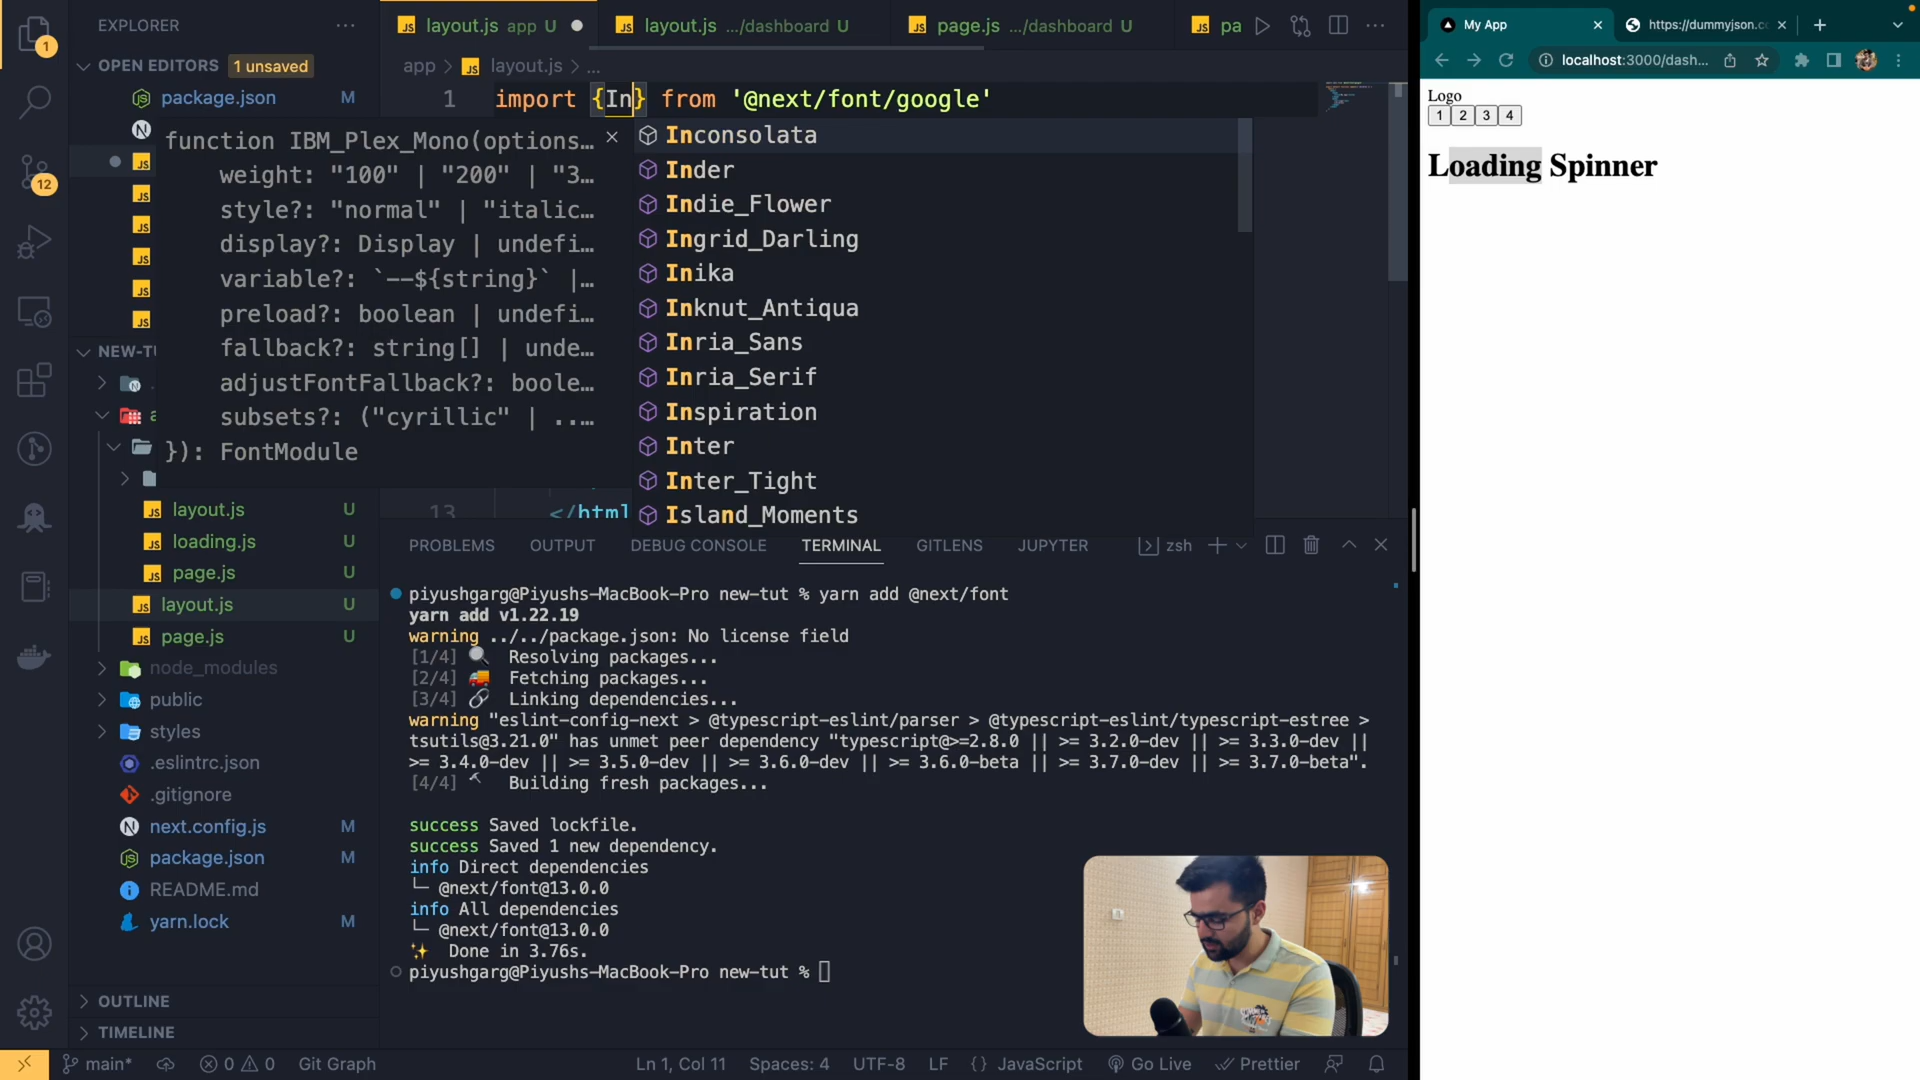 EXPLORER
OPEN EDITORS 1 unsaved
package.json M
NEW-TU
a
layout.js U
loading.js U
page.js U
layout.js U
page.js U
node_modules
public
styles
.eslintrc.json
.gitignore
next.config.js M
package.json M
README.md
yarn.lock M
OUTLINE
TIMELINE
layout.js app U
layout.js .../dashboard U
page.js .../dashboard U
pa
app > layout.js > ...
1 import {In} from '@next/font/google'
function IBM_Plex_Mono(options...
weight: "100" | "200" | "3...
style?: "normal" | "italic...
display?: Display | undefi...
variable?: `--${string}` |...
preload?: boolean | undefi...
fallback?: string[] | unde...
adjustFontFallback?: boole...
subsets?: ("cyrillic" | ...
}): FontModule
Inconsolata
Inder
Indie_Flower
Ingrid_Darling
Inika
Inknut_Antiqua
Inria_Sans
Inria_Serif
Inspiration
Inter
Inter_Tight
Island_Moments
13 </html
PROBLEMS OUTPUT DEBUG CONSOLE TERMINAL GITLENS JUPYTER zsh
piyushgarg@Piyushs-MacBook-Pro new-tut % yarn add @next/font
yarn add v1.22.19
warning ../../package.json: No license field
[1/4] Resolving packages...
[2/4] Fetching packages...
[3/4] Linking dependencies...
warning "eslint-config-next > @typescript-eslint/parser > @typescript-eslint/typescript-estree >
tsutils@3.21.0" has unmet peer dependency "typescript@>=2.8.0 || >= 3.2.0-dev || >= 3.3.0-dev ||
>= 3.4.0-dev || >= 3.5.0-dev || >= 3.6.0-dev || >= 3.6.0-beta || >= 3.7.0-dev || >= 3.7.0-beta".
[4/4] Building fresh packages...
success Saved lockfile.
success Saved 1 new dependency.
info Direct dependencies
└─ @next/font@13.0.0
info All dependencies
└─ @next/font@13.0.0
Done in 3.76s.
piyushgarg@Piyushs-MacBook-Pro new-tut %
main* 0 0 Git Graph Ln 1, Col 11 Spaces: 4 UTF-8 LF {} JavaScript Go Live Prettier
1
12
My App
https://dummyjson.cc
localhost:3000/dash...
Logo
1 2 3 4
Loading Spinner